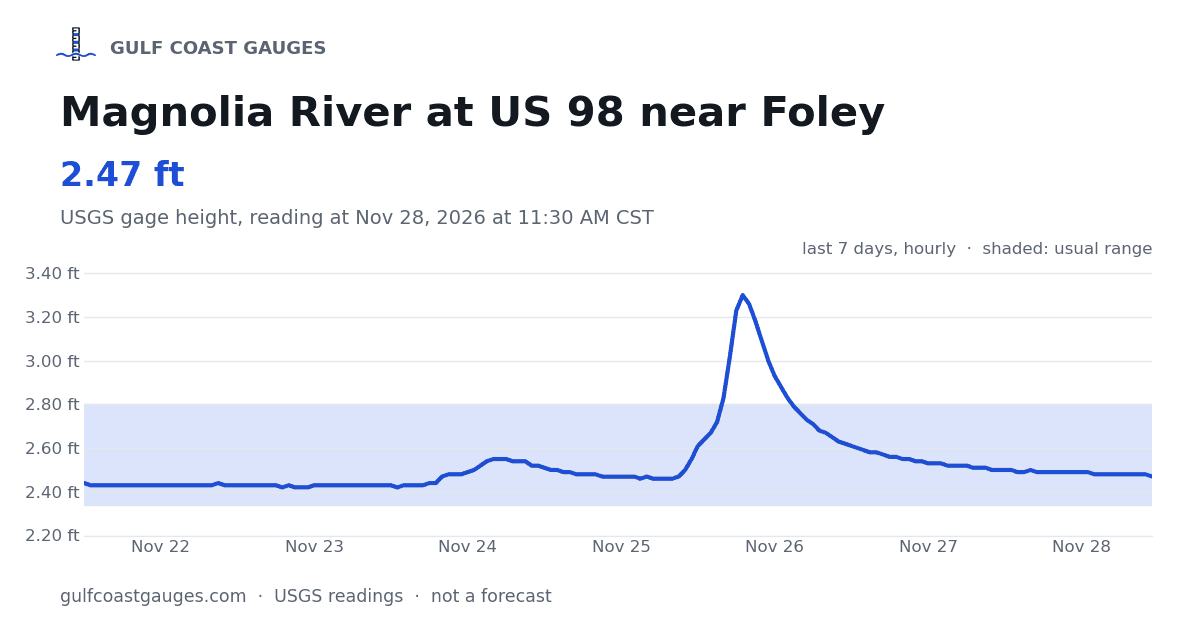 GULF COAST GAUGES
Magnolia River at US 98 near Foley
2.47 ft
USGS gage height, reading at Nov 28, 2026 at 11:30 AM CST
last 7 days, hourly · shaded: usual range
3.40 ft
3.20 ft
3.00 ft
2.80 ft
2.60 ft
2.40 ft
2.20 ft
Nov 22 Nov 23 Nov 24 Nov 25 Nov 26 Nov 27 Nov 28
gulfcoastgauges.com · USGS readings · not a forecast